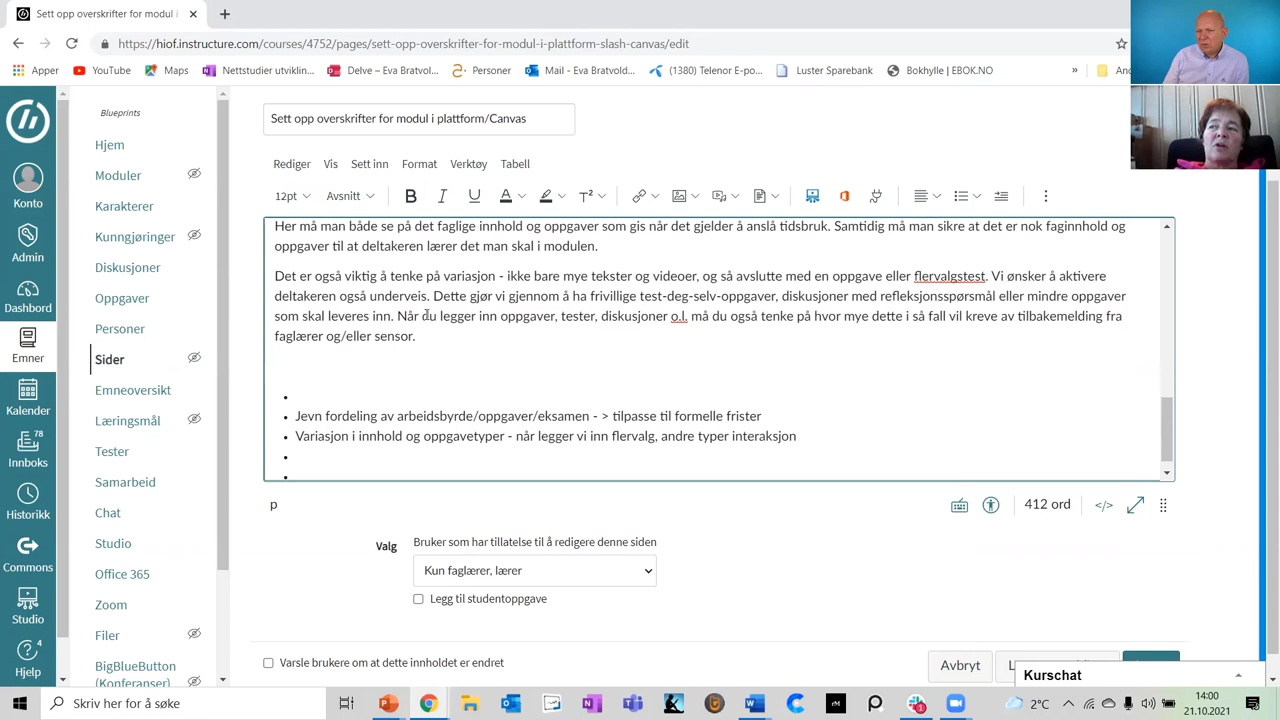 Sett opp overskrifter for modul i
https://hiof.instructure.com/courses/4752/pages/sett-opp-overskrifter-for-modul-i-plattform-slash-canvas/edit
Apper
YouTube
Maps
Nettstudier utviklin...
Delve – Eva Bratvol...
Personer
Mail - Eva Bratvold...
(1380) Telenor E-po...
Luster Sparebank
Bokhylle | EBOK.NO
»
Konto
Admin
Dashbord
Emner
Kalender
78
Innboks
Historikk
Commons
Studio
4
Hjelp
Blueprints
Hjem
Moduler
Karakterer
Kunngjøringer
Diskusjoner
Oppgaver
Personer
Sider
Emneoversikt
Læringsmål
Tester
Samarbeid
Chat
Studio
Office 365
Zoom
Filer
BigBlueButton
(Konferanser)
Sett opp overskrifter for modul i plattform/Canvas
Rediger Vis Sett inn Format Verktøy Tabell
12pt Avsnitt B I U A T²
Her må man både se på det faglige innhold og oppgaver som gis når det gjelder å anslå tidsbruk. Samtidig må man sikre at det er nok faginnhold og
oppgaver til at deltakeren lærer det man skal i modulen.
Det er også viktig å tenke på variasjon - ikke bare mye tekster og videoer, og så avslutte med en oppgave eller flervalgstest. Vi ønsker å aktivere
deltakeren også underveis. Dette gjør vi gjennom å ha frivillige test-deg-selv-oppgaver, diskusjoner med refleksjonsspørsmål eller mindre oppgaver
som skal leveres inn. Når du legger inn oppgaver, tester, diskusjoner o.l. må du også tenke på hvor mye dette i så fall vil kreve av tilbakemelding fra
faglærer og/eller sensor.
• Jevn fordeling av arbeidsbyrde/oppgaver/eksamen - > tilpasse til formelle frister
• Variasjon i innhold og oppgavetyper - når legger vi inn flervalg, andre typer interaksjon
p
412 ord
</>
Valg
Bruker som har tillatelse til å redigere denne siden
Kun faglærer, lærer
Legg til studentoppgave
Varsle brukere om at dette innholdet er endret
Avbryt
Kurschat
Skriv her for å søke
2°C
14:00
21.10.2021